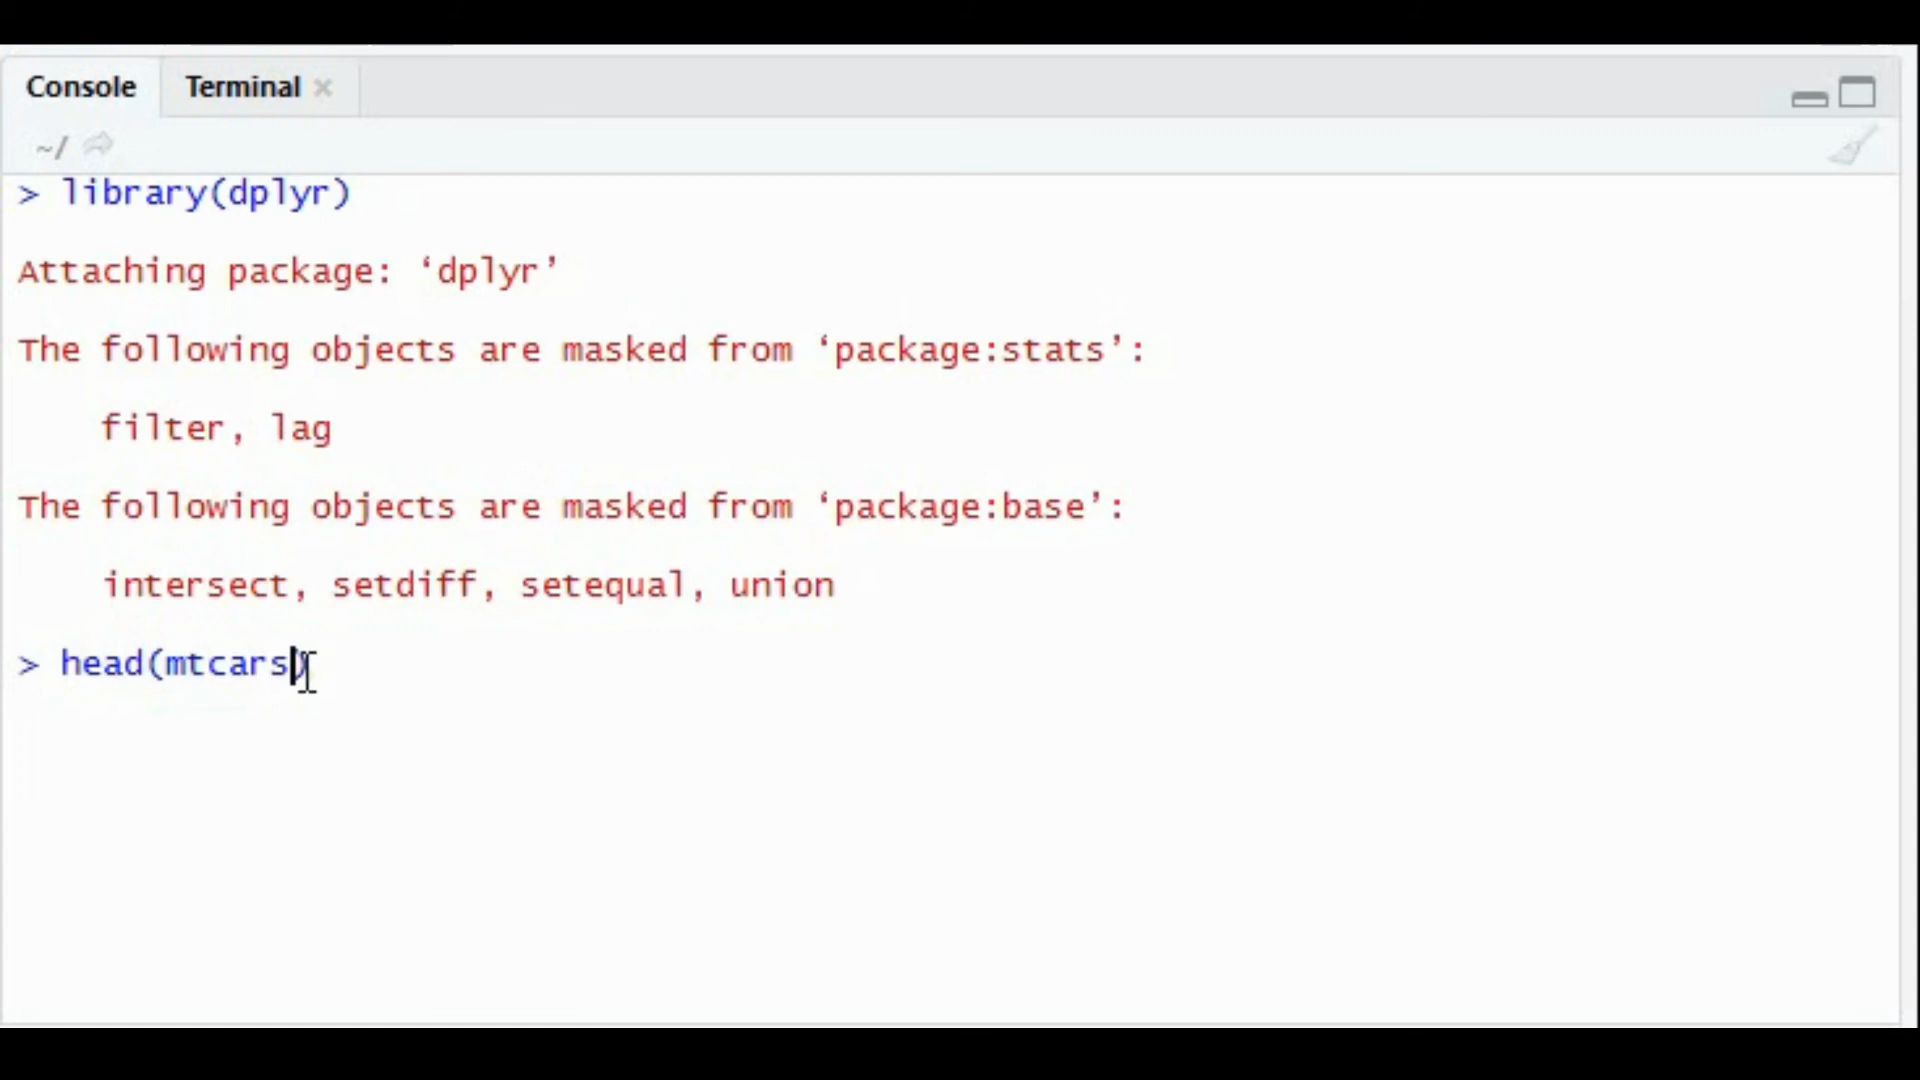 Console Terminal
~/
> library(dplyr)
Attaching package: ‘dplyr’
The following objects are masked from ‘package:stats’:
filter, lag
The following objects are masked from ‘package:base’:
intersect, setdiff, setequal, union
> head(mtcars)